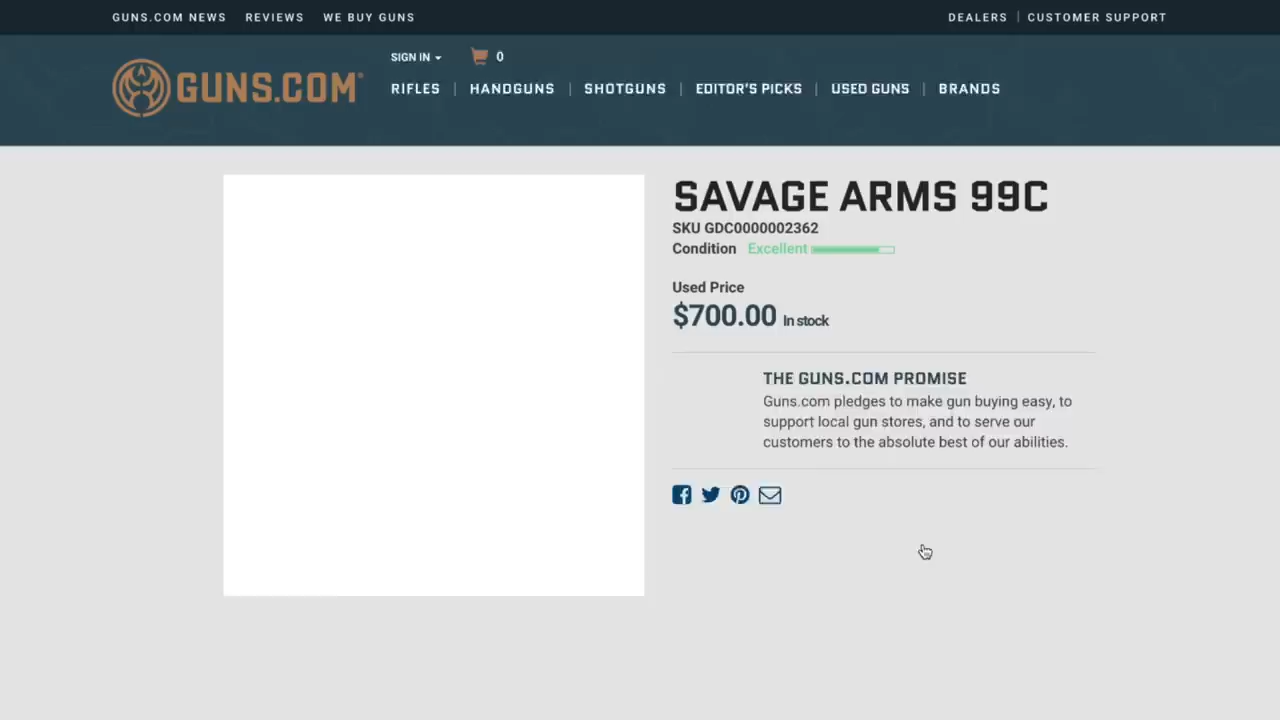 GUNS.COM NEWS REVIEWS WE BUY GUNS DEALERS | CUSTOMER SUPPORT
SIGN IN 0
GUNS.COM®
RIFLES | HANDGUNS | SHOTGUNS | EDITOR'S PICKS | USED GUNS | BRANDS
SAVAGE ARMS 99C
SKU GDC0000002362
Condition Excellent
Used Price
$700.00 In stock
THE GUNS.COM PROMISE
Guns.com pledges to make gun buying easy, to
support local gun stores, and to serve our
customers to the absolute best of our abilities.